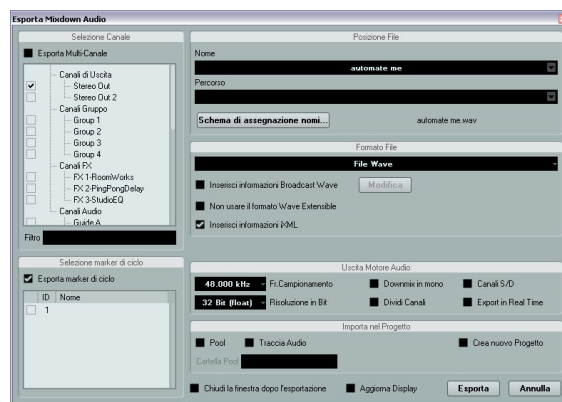 Esporta Mixdown Audio
Selezione Canale
Esporta Multi-Canale
Canali di Uscita
Stereo Out
Stereo Out 2
Canali Gruppo
Group 1
Group 2
Group 3
Group 4
Canali FX
FX 1-RoomWorks
FX 2-PingPongDelay
FX 3-StudioEQ
Canali Audio
Guide A
Filtro
Selezione marker di ciclo
Esporta marker di ciclo
ID Nome
1
Posizione File
Nome
automate me
Percorso
Schema di assegnazione nomi... automate me.wav
Formato File
File Wave
Inserisci informazioni Broadcast Wave Modifica
Non usare il formato Wave Extensible
Inserisci informazioni iXML
Uscita Motore Audio
48.000 kHz Fr.Campionamento Downmix in mono Canali S/D
32 Bit (float) Risoluzione in Bit Dividi Canali Export in Real Time
Importa nel Progetto
Pool Traccia Audio Crea nuovo Progetto
Cartella Pool
Chiudi la finestra dopo l'esportazione Aggiorna Display Esporta Annulla